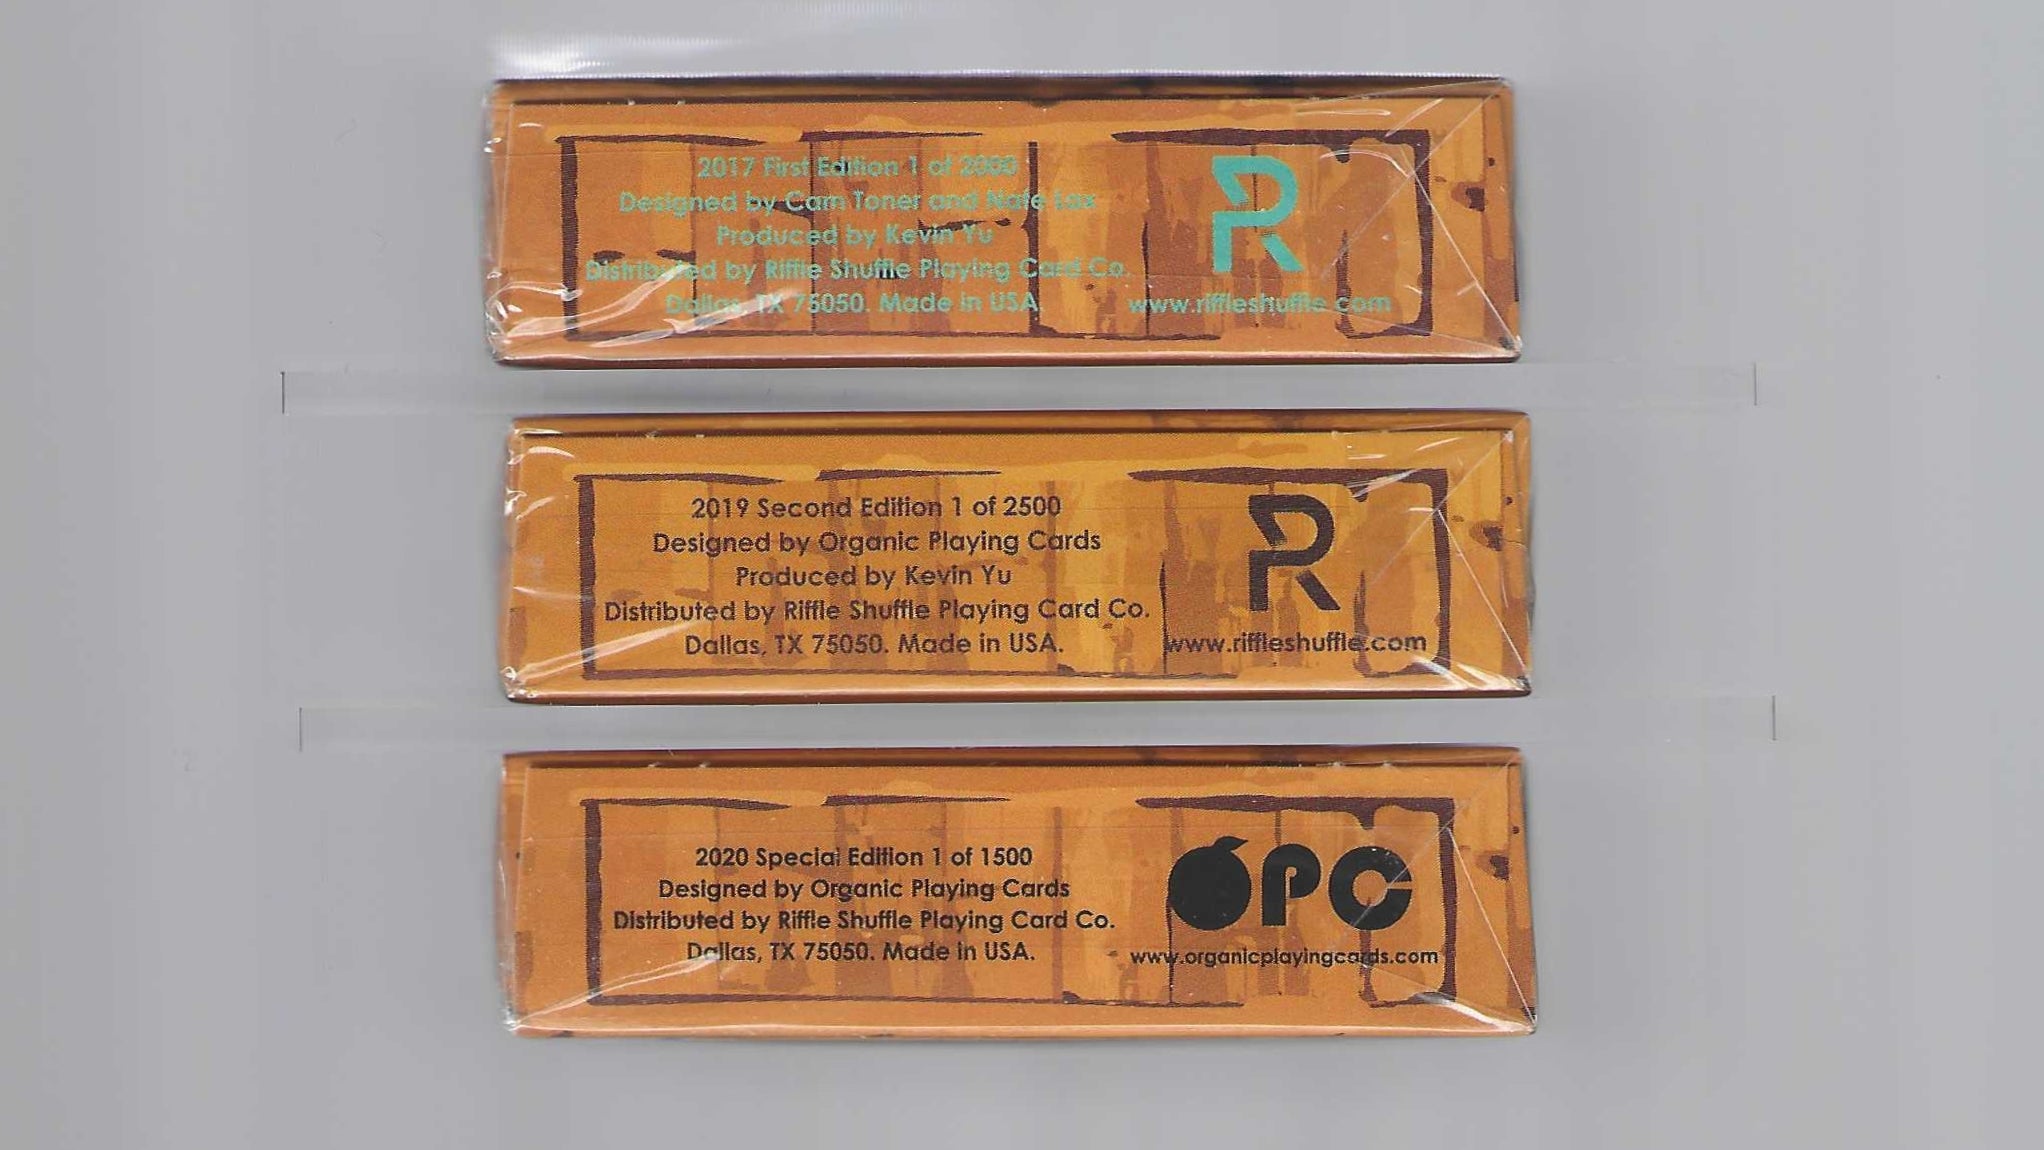 2017 First Edition 1 of 2000
Designed by Cam Toner and Nate Lax
Produced by Kevin Yu
Distributed by Riffle Shuffle Playing Card Co.
Dallas, TX 75050. Made in USA.
R
www.riffleshuffle.com
2019 Second Edition 1 of 2500
Designed by Organic Playing Cards
Produced by Kevin Yu
Distributed by Riffle Shuffle Playing Card Co.
Dallas, TX 75050. Made in USA.
R
www.riffleshuffle.com
2020 Special Edition 1 of 1500
Designed by Organic Playing Cards
Distributed by Riffle Shuffle Playing Card Co.
Dallas, TX 75050. Made in USA.
OPC
www.organicplayingcards.com